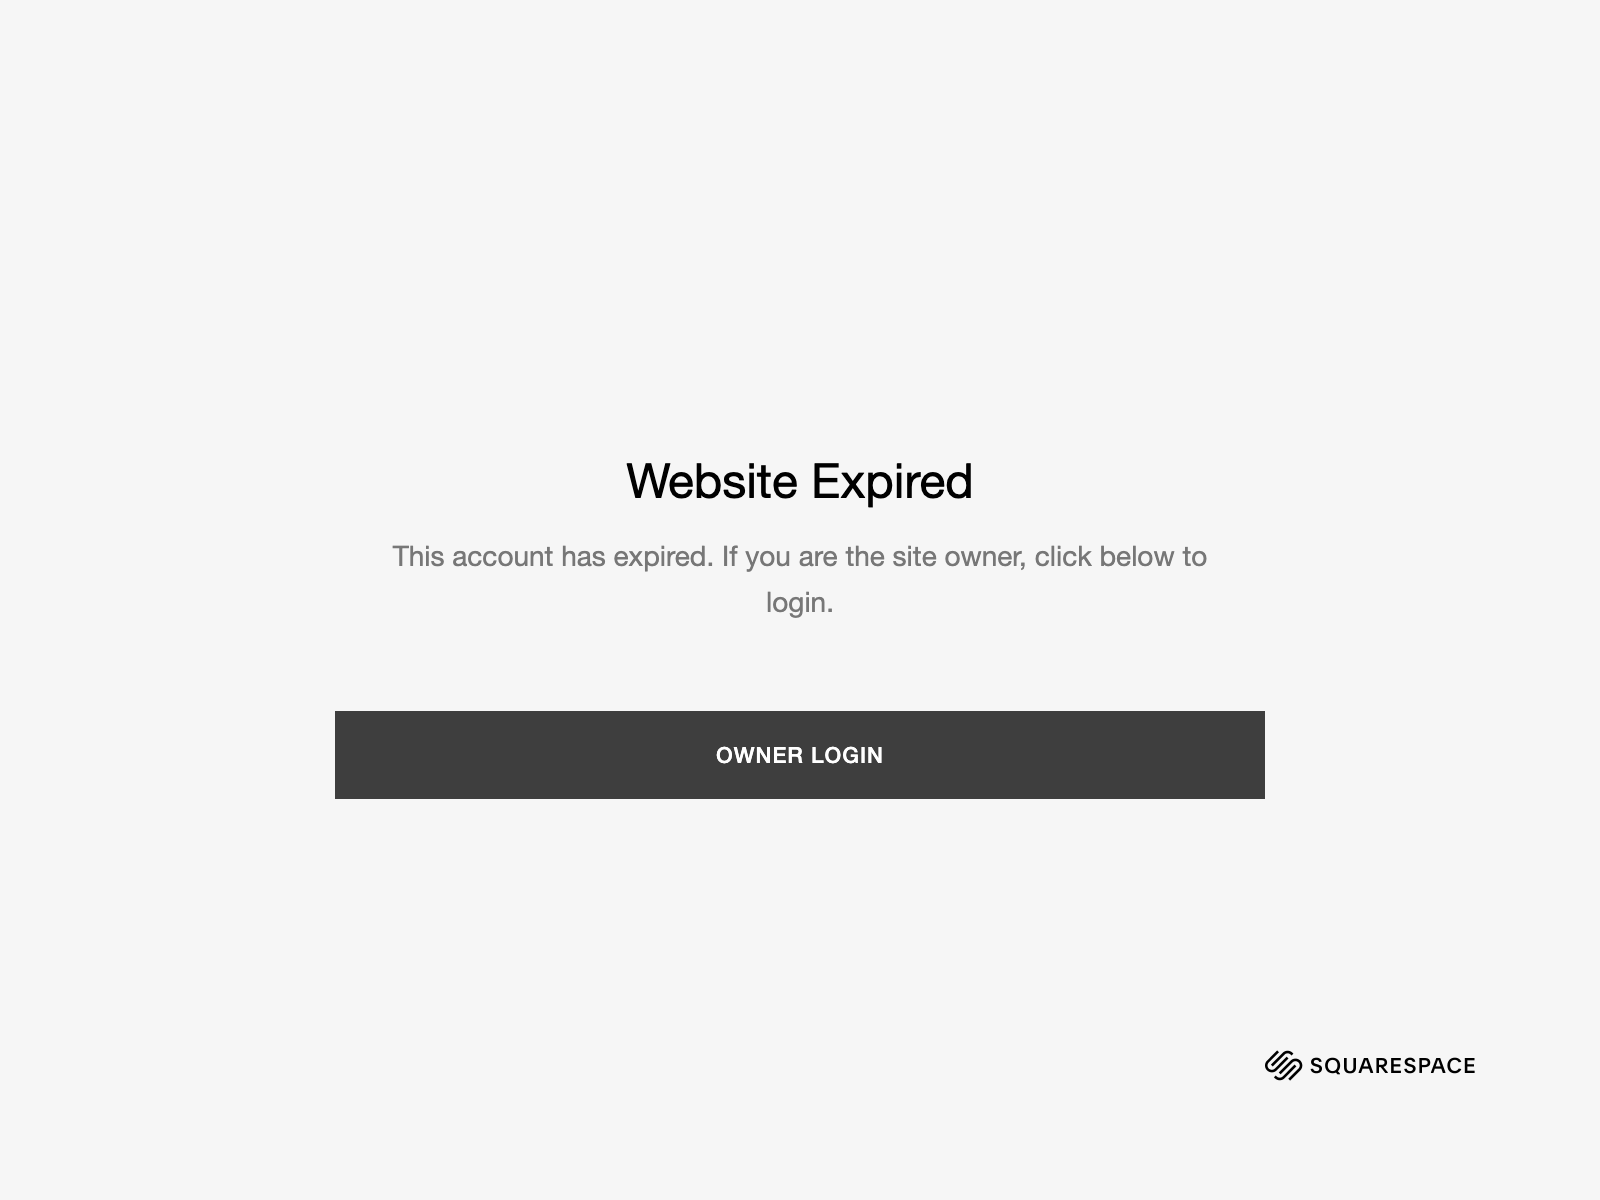 Website Expired
This account has expired. If you are the site owner, click below to
login.
OWNER LOGIN
SQUARESPACE